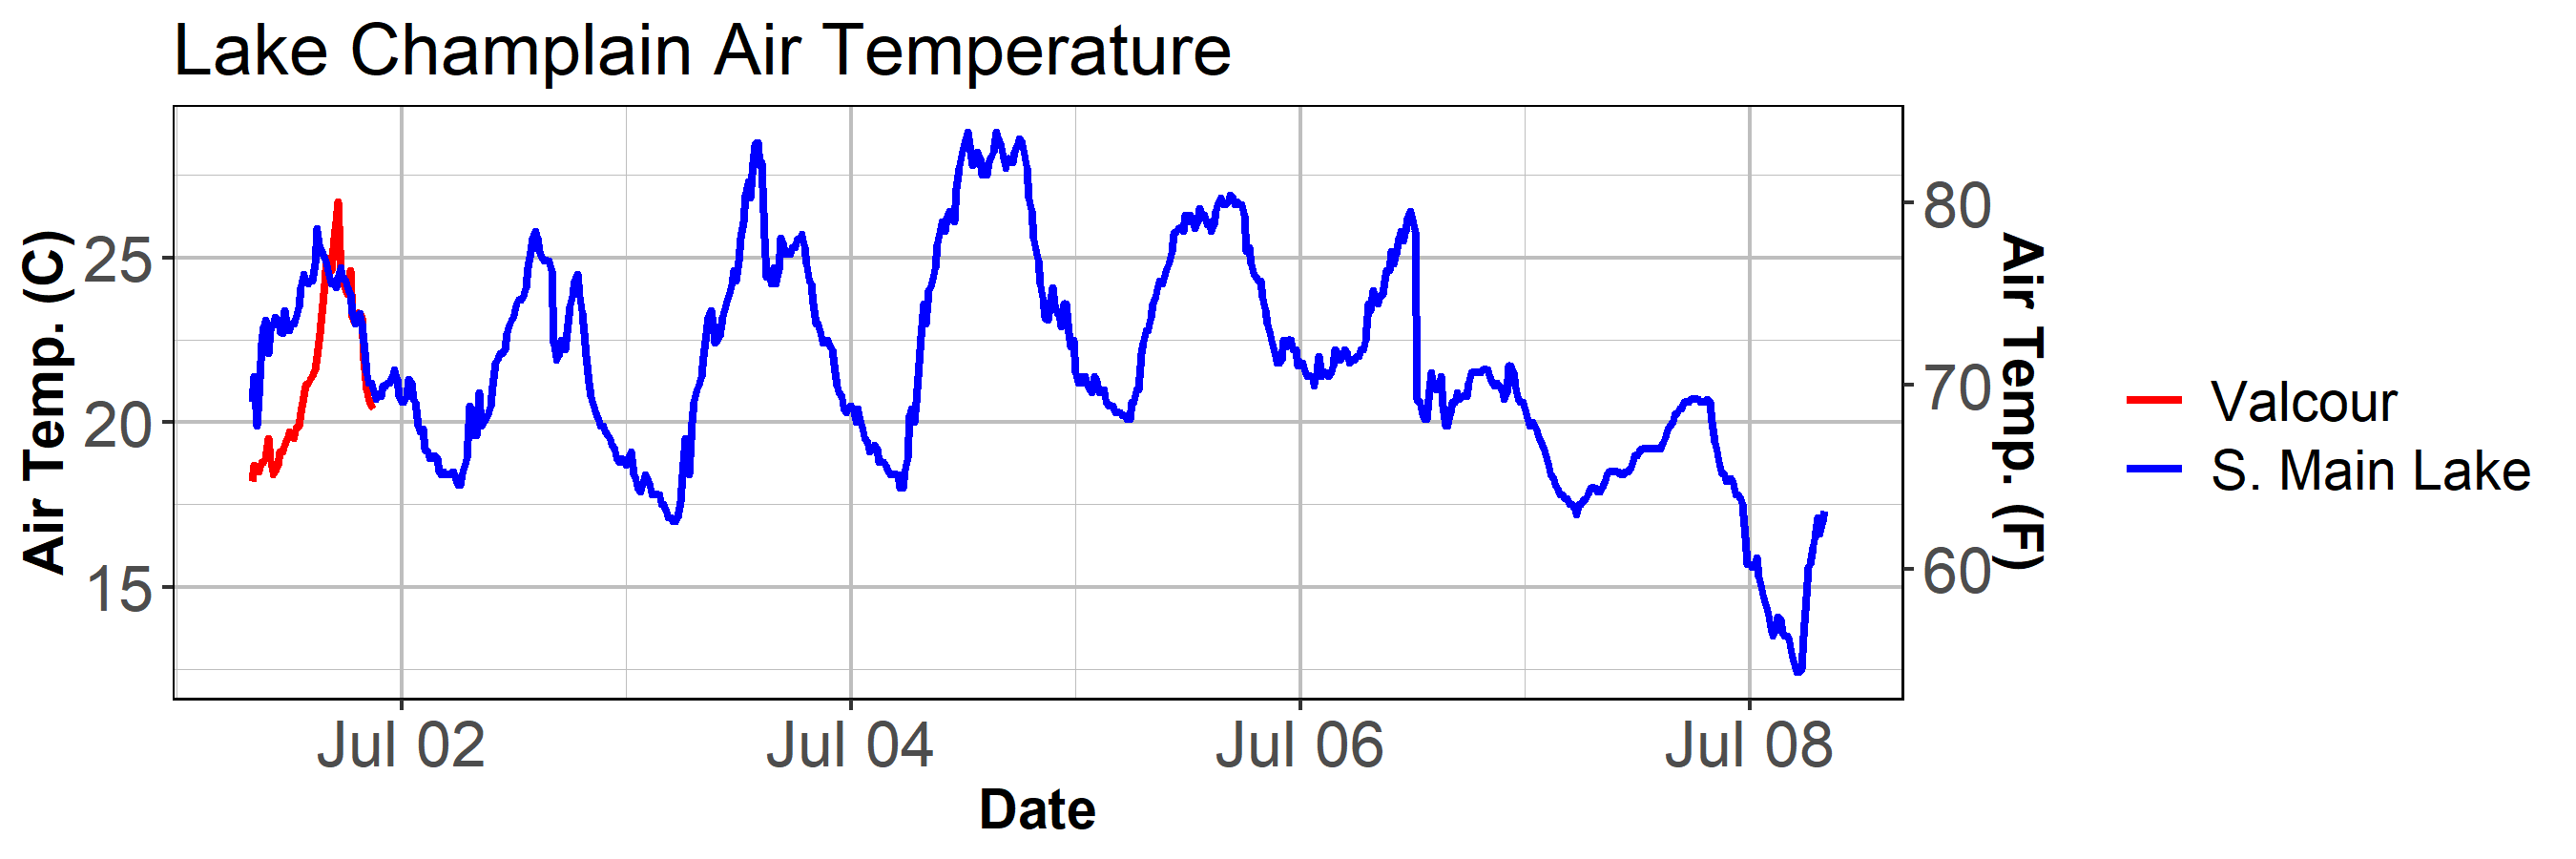 Lake Champlain Air Temperature
Air Temp. (C)
25
20
15
80
70
60
Air Temp. (F)
Jul 02
Jul 04
Jul 06
Jul 08
Date
Valcour
S. Main Lake